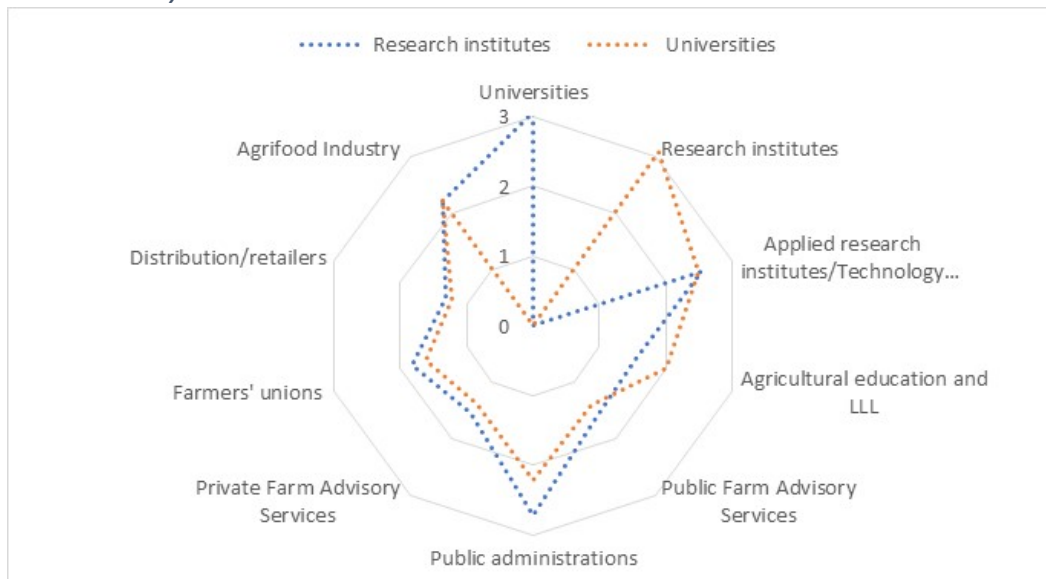 Research institutes
Universities
Universities
3
2
1
0
Research institutes
Applied research
institutes/Technology...
Agricultural education and
LLL
Public Farm Advisory
Services
Public administrations
Private Farm Advisory
Services
Farmers' unions
Distribution/retailers
Agrifood Industry